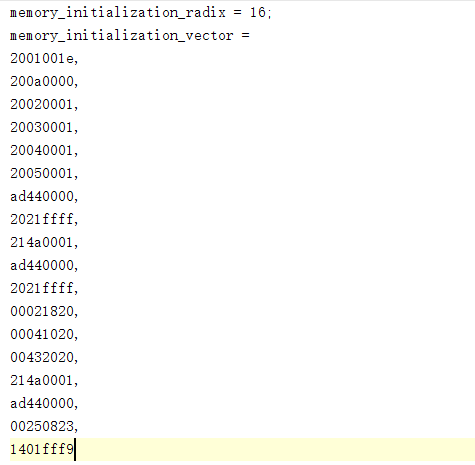 memory_initialization_radix = 16;
memory_initialization_vector =
2001001e,
200a0000,
20020001,
20030001,
20040001,
20050001,
ad440000,
2021ffff,
214a0001,
ad440000,
2021ffff,
00021820,
00041020,
00432020,
214a0001,
ad440000,
00250823,
1401fff9